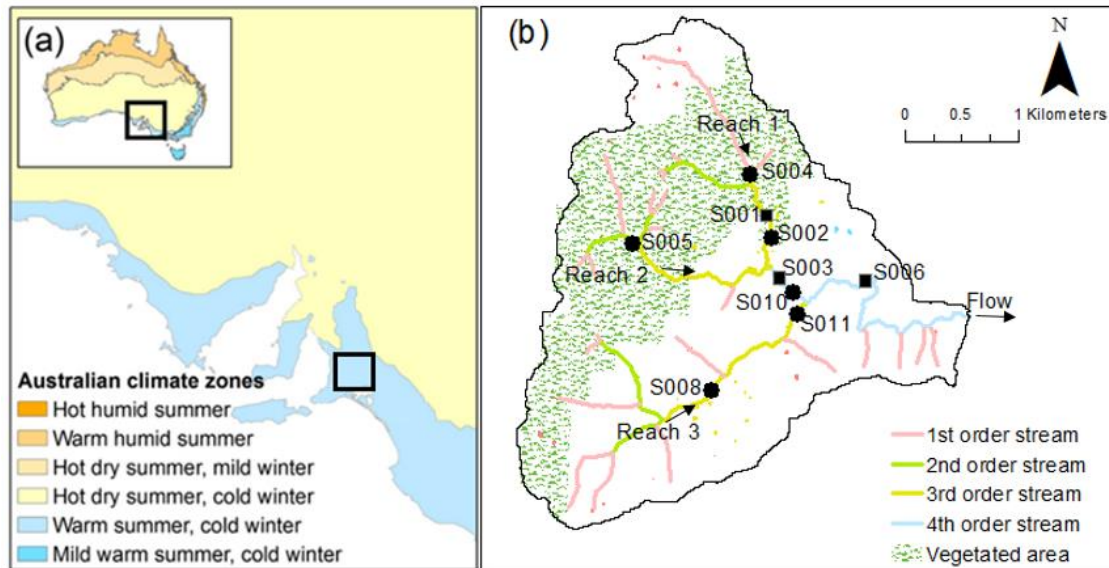 (a)
Australian climate zones
Hot humid summer
Warm humid summer
Hot dry summer, mild winter
Hot dry summer, cold winter
Warm summer, cold winter
Mild warm summer, cold winter
(b)
N
0 0.5 1 Kilometers
Reach 1
S004
S001
S002
S005
Reach 2
S003
S006
S010
Flow
S011
S008
Reach 3
1st order stream
2nd order stream
3rd order stream
4th order stream
Vegetated area